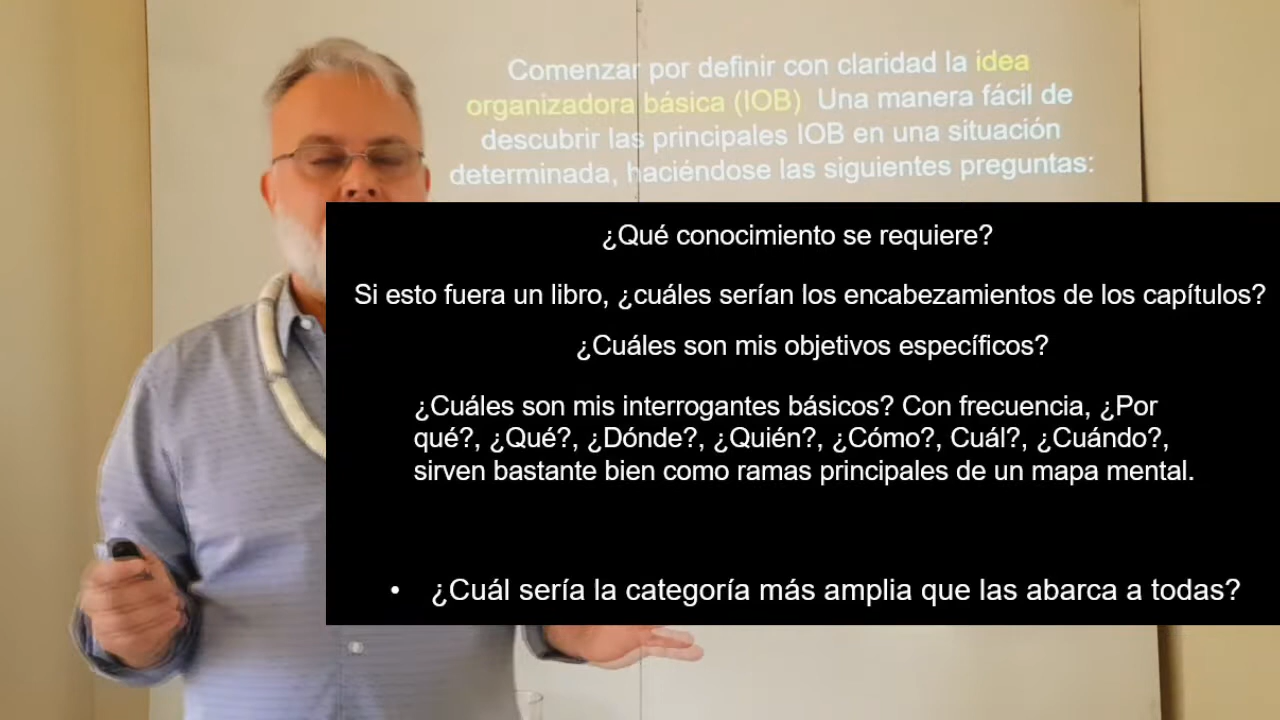 Comenzar por definir con claridad la idea
organizadora básica (IOB) Una manera fácil de
descubrir las principales IOB en una situación
determinada, haciéndose las siguientes preguntas:
¿Qué conocimiento se requiere?
Si esto fuera un libro, ¿cuáles serían los encabezamientos de los capítulos?
¿Cuáles son mis objetivos específicos?
¿Cuáles son mis interrogantes básicos? Con frecuencia, ¿Por
qué?, ¿Qué?, ¿Dónde?, ¿Quién?, ¿Cómo?, Cuál?, ¿Cuándo?,
sirven bastante bien como ramas principales de un mapa mental.
• ¿Cuál sería la categoría más amplia que las abarca a todas?